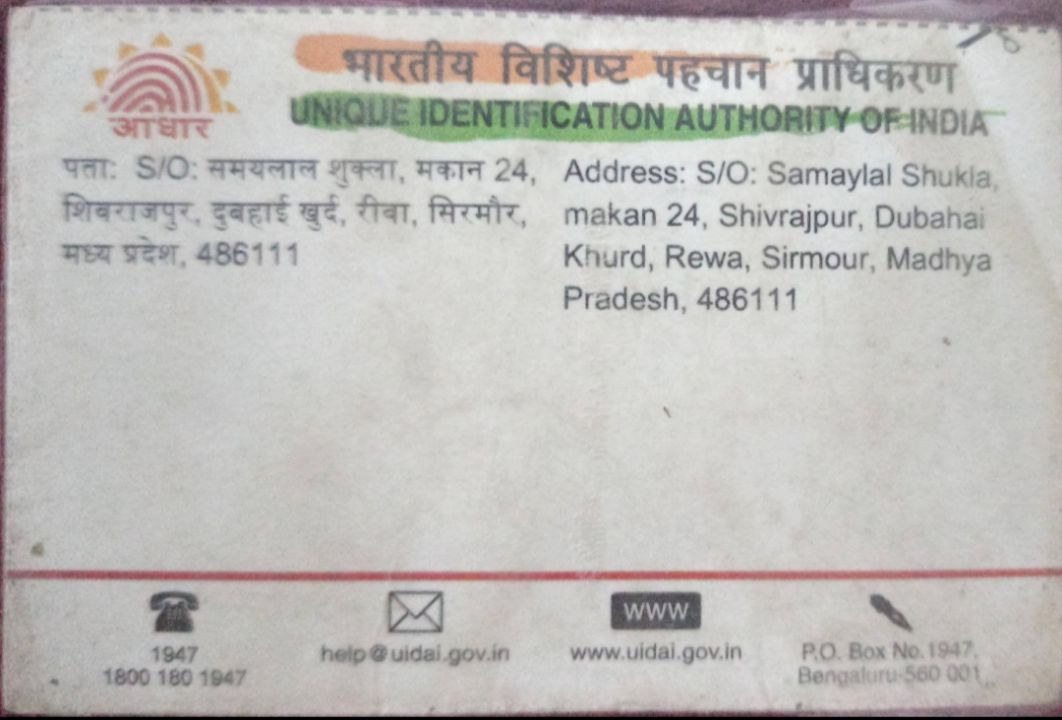 भारतीय विशिष्ट पहचान प्राधिकरण
UNIQUE IDENTIFICATION AUTHORITY OF INDIA
आधार
पता: S/O: समयलाल शुक्ला, मकान 24,
शिवराजपुर, दुबहाई खुर्द, रीवा, सिरमौर,
मध्य प्रदेश, 486111
Address: S/O: Samaylal Shukla,
makan 24, Shivrajpur, Dubahai
Khurd, Rewa, Sirmour, Madhya
Pradesh, 486111
1947
1800 180 1947
help@uidai.gov.in
WWW
www.uidai.gov.in
P.O. Box No.1947,
Bengaluru-560 001